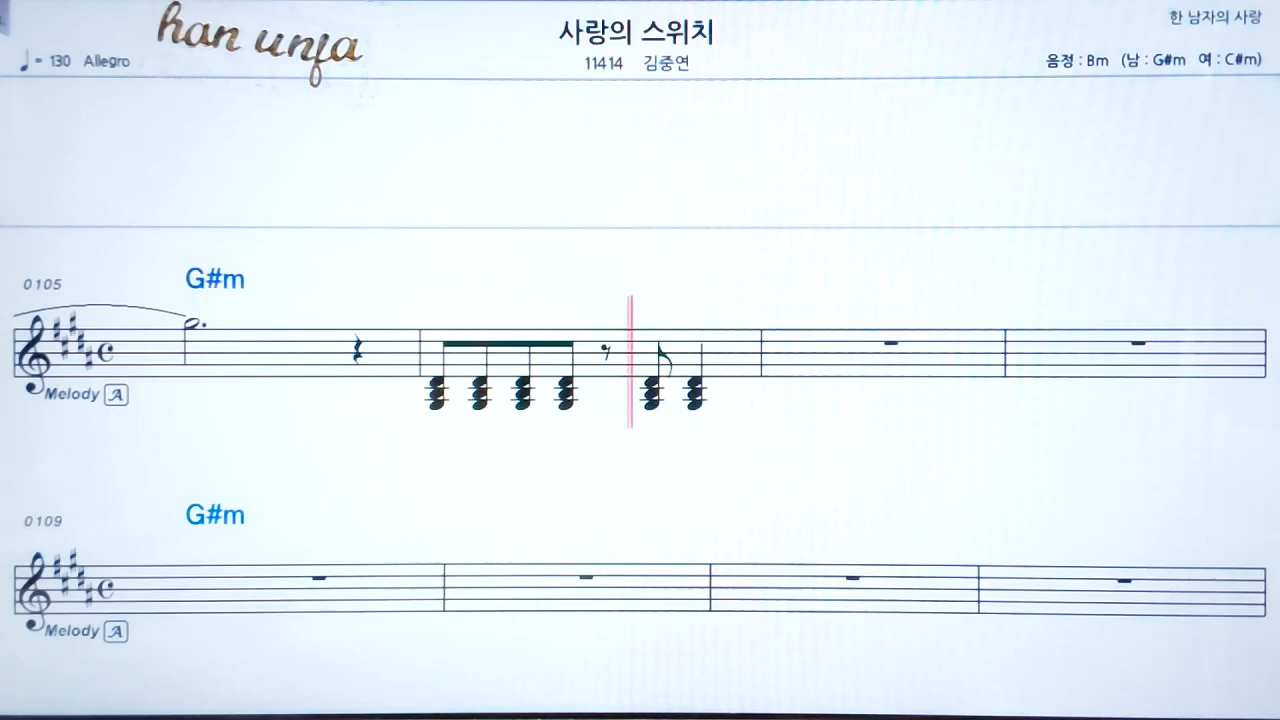 han unfa
사랑의 스위치
한 남자의 사랑
♩= 130 Allegro
11414 김중연
음정 : Bm (남 : G#m 여 : C#m)
0105
G#m
Melody A
0109
G#m
Melody A